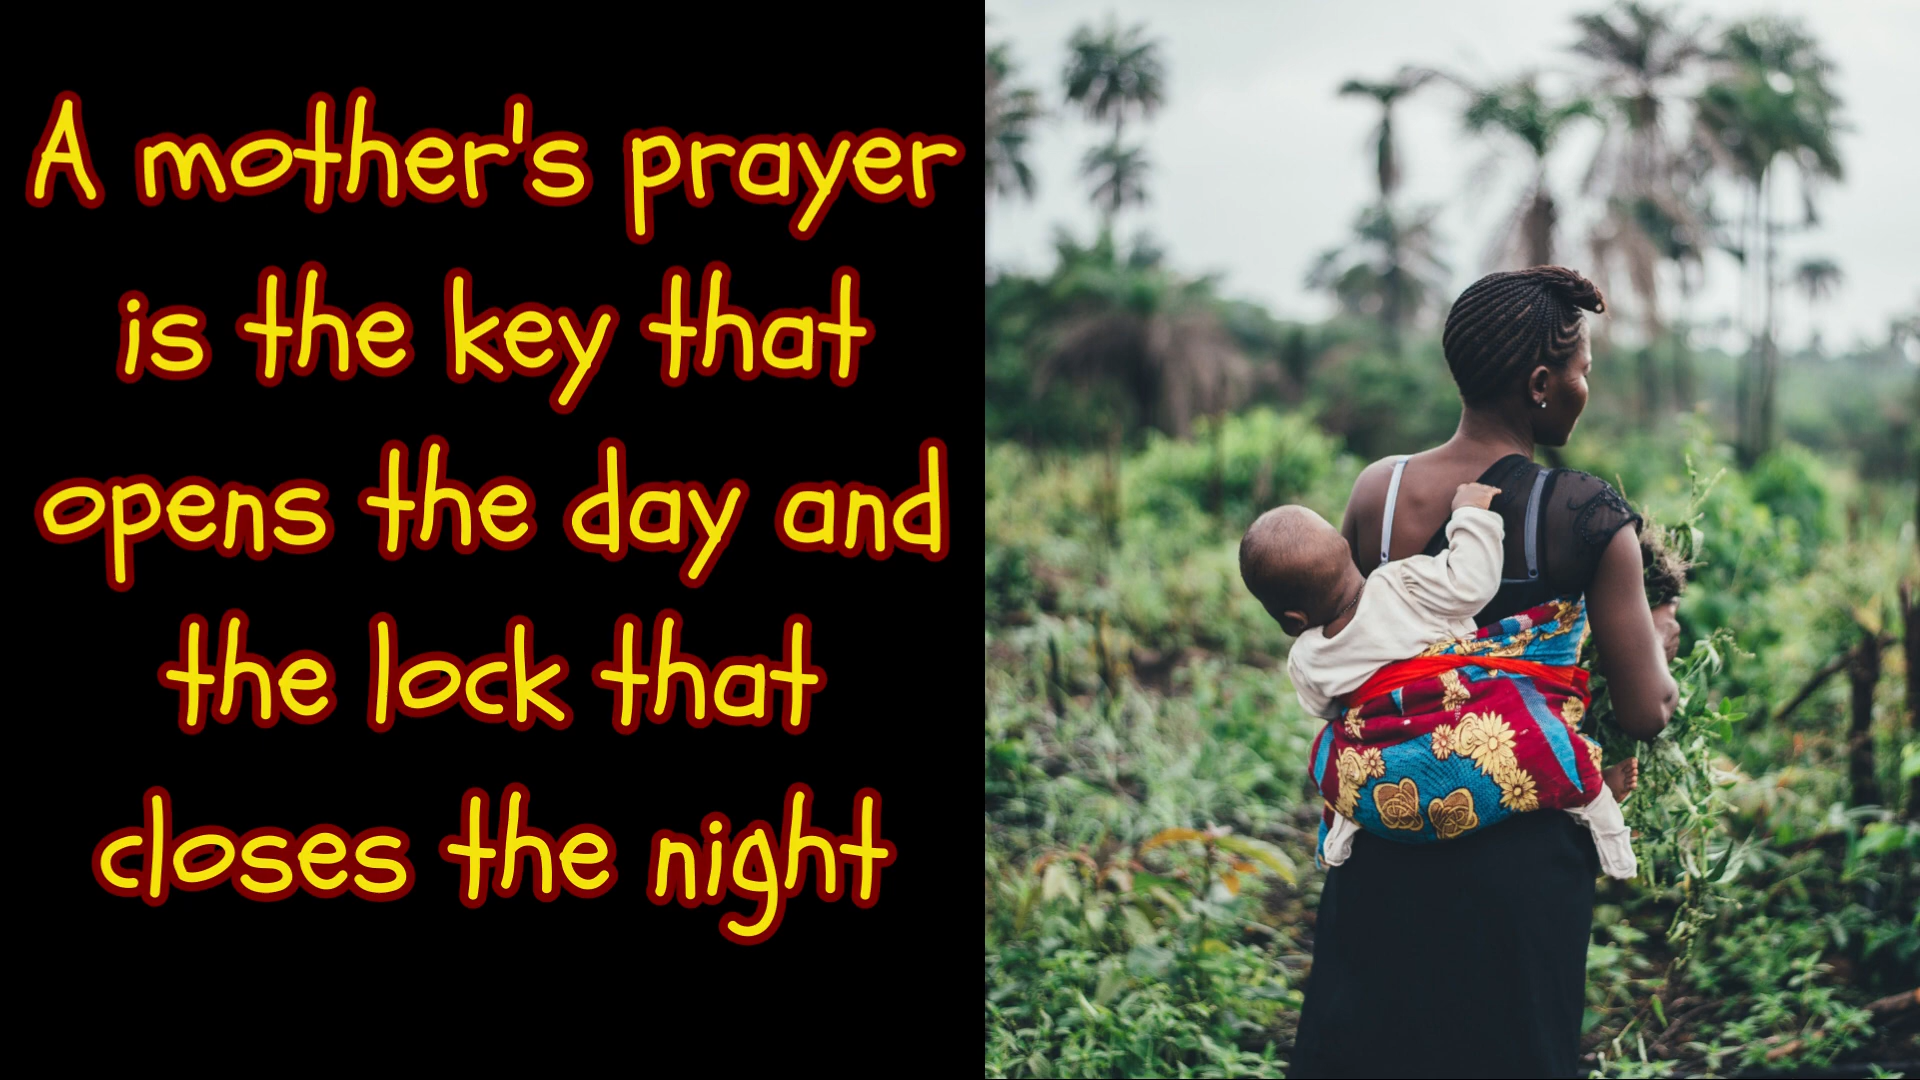 A mother's prayer
is the key that
opens the day and
the lock that
closes the night